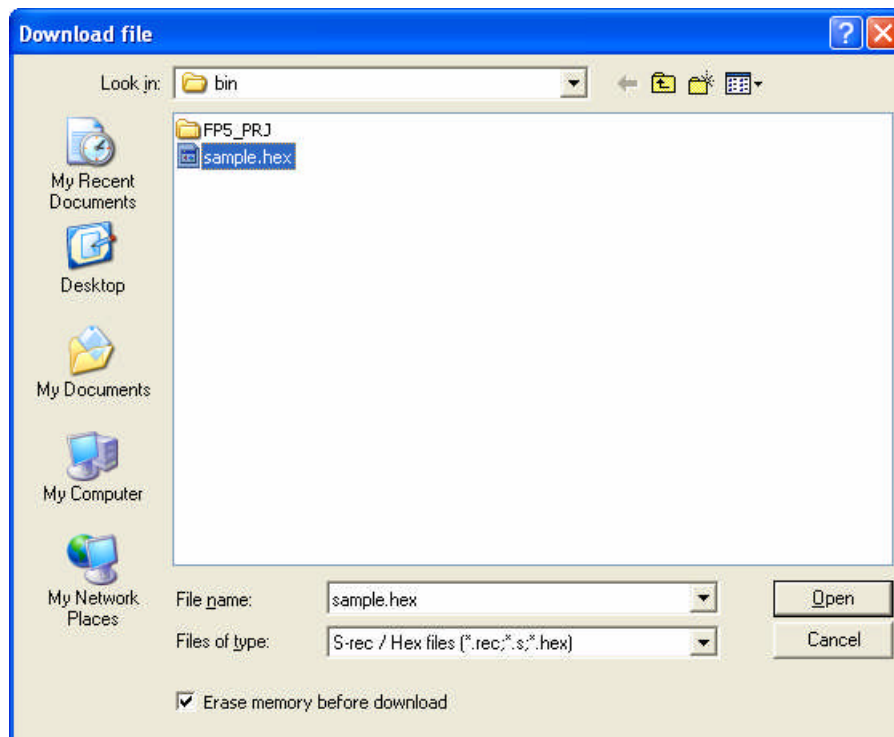 Download file
Look in:
bin
FP5_PRJ
sample.hex
My Recent
Documents
Desktop
My Documents
My Computer
My Network
Places
File name:
sample.hex
Open
Files of type:
S-rec / Hex files (*.rec;*.s;*.hex)
Cancel
Erase memory before download